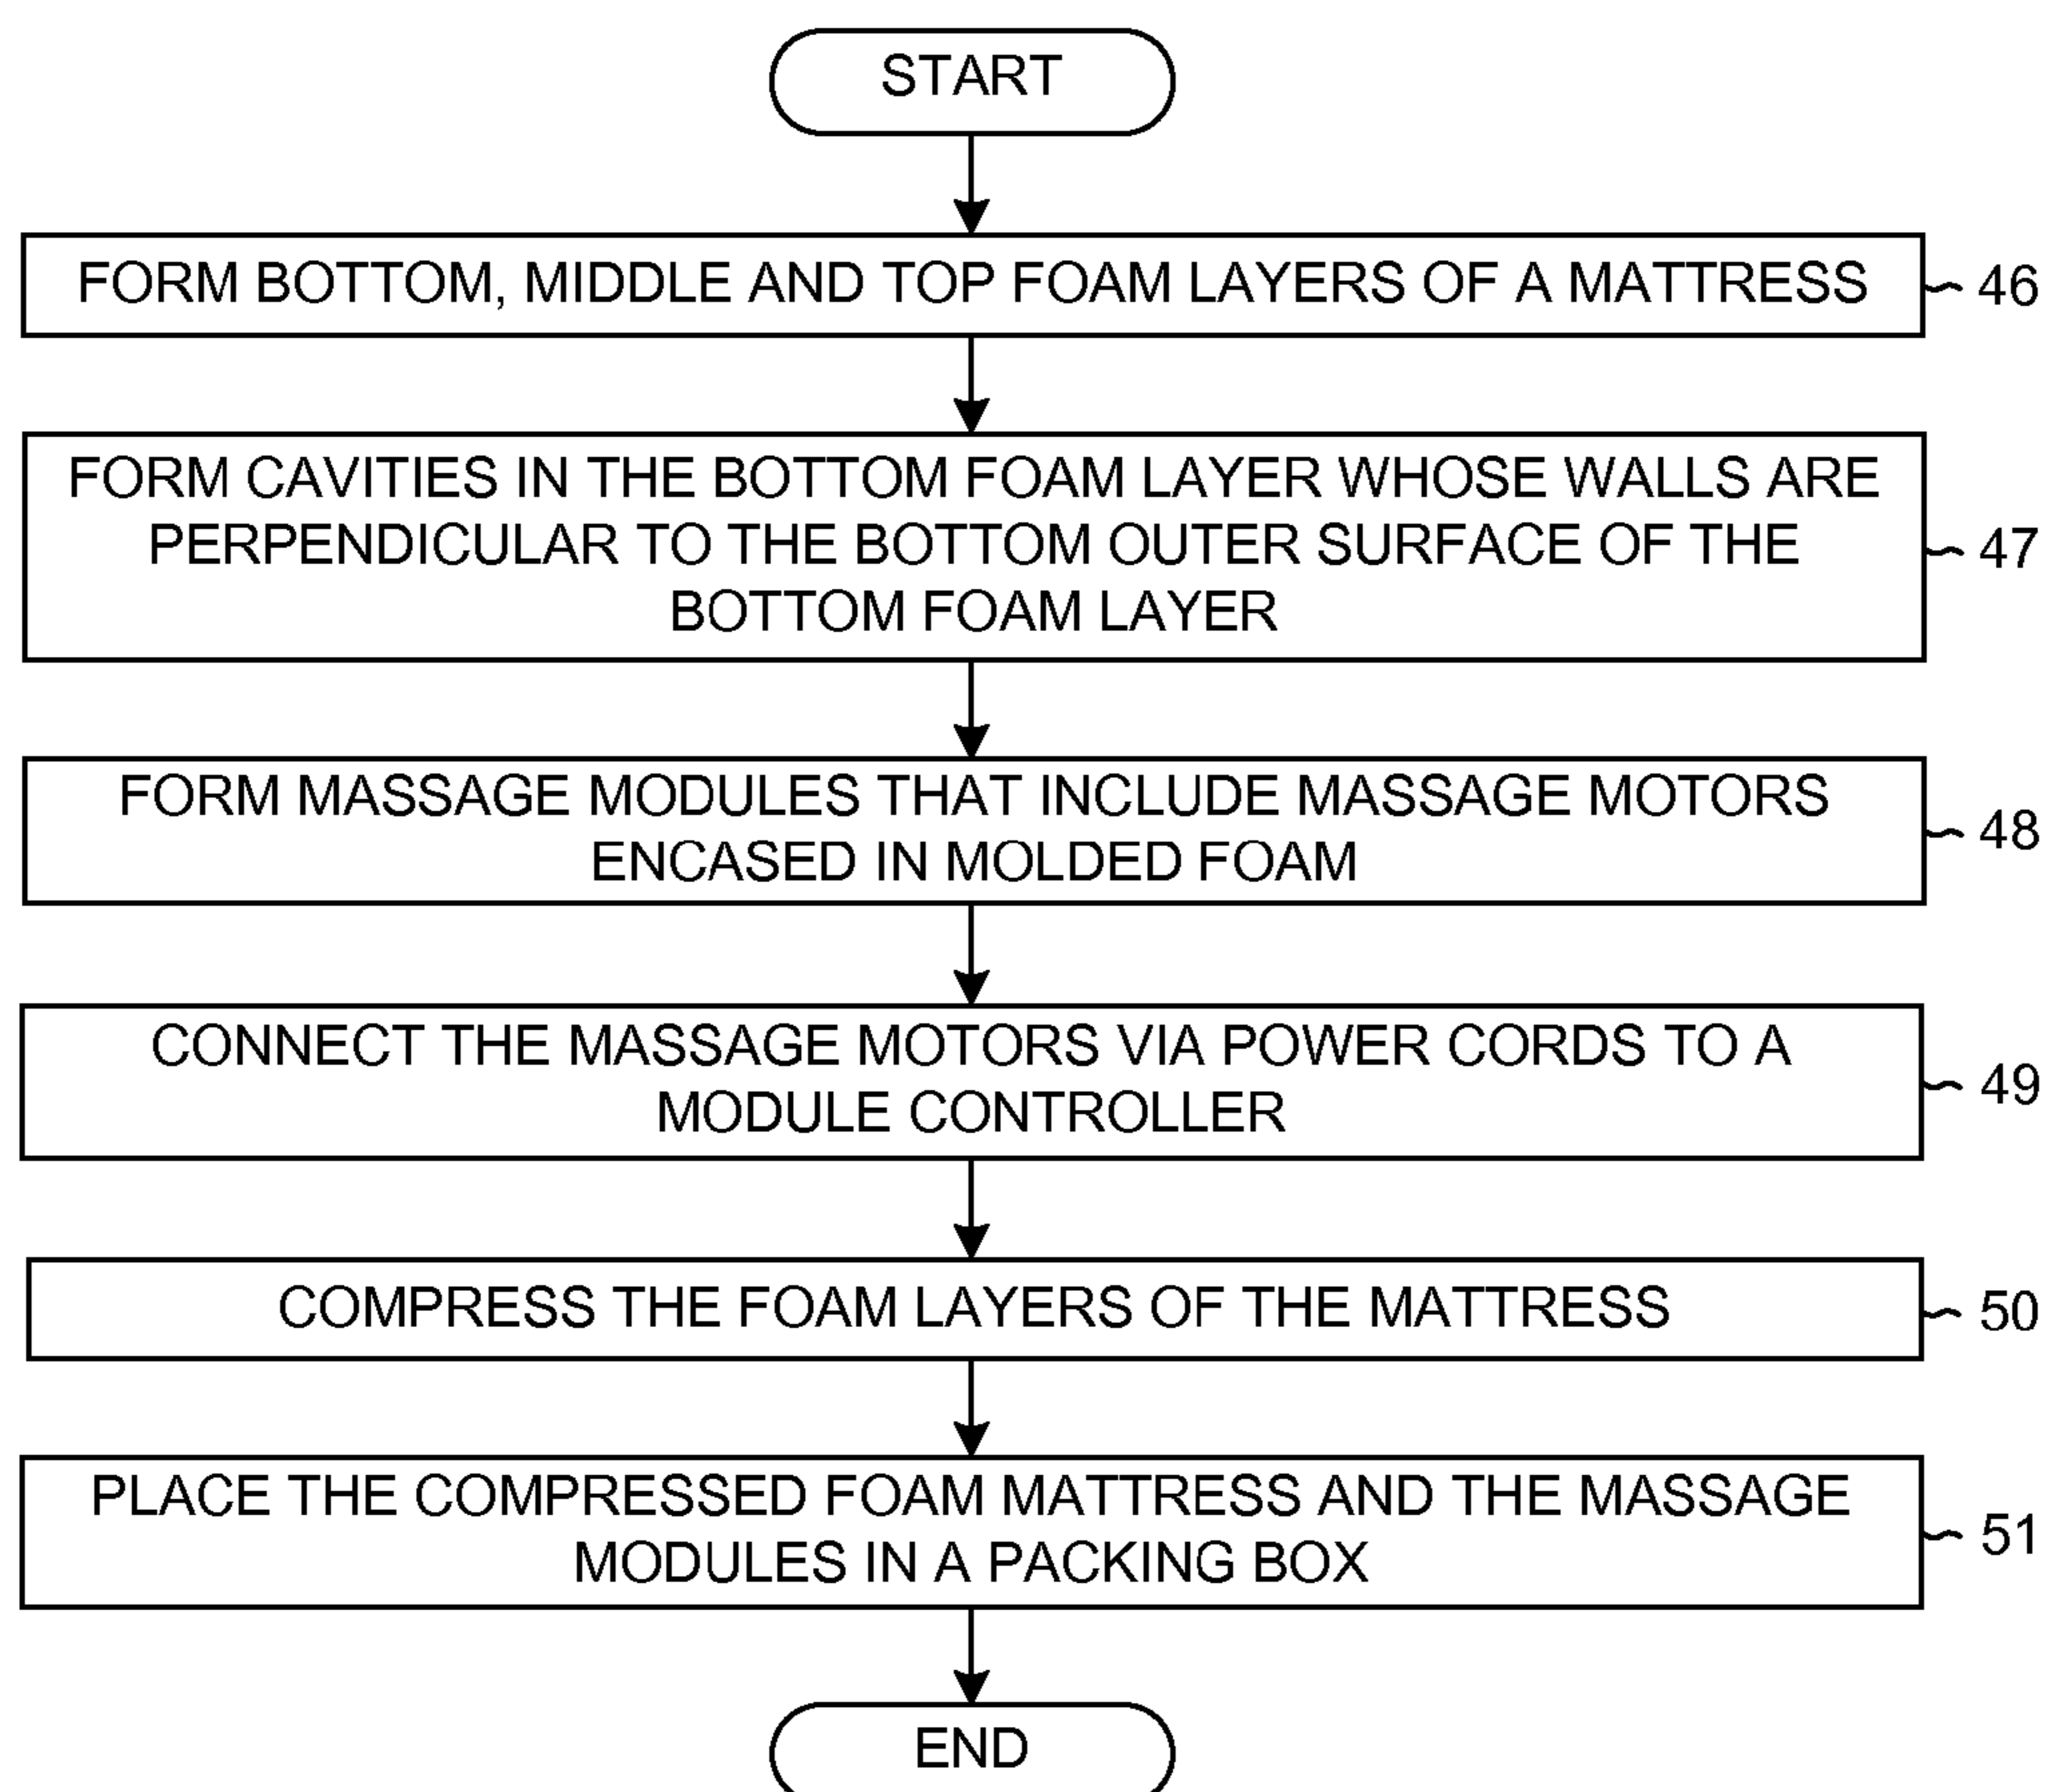 START
FORM BOTTOM, MIDDLE AND TOP FOAM LAYERS OF A MATTRESS
46
FORM CAVITIES IN THE BOTTOM FOAM LAYER WHOSE WALLS ARE
PERPENDICULAR TO THE BOTTOM OUTER SURFACE OF THE
BOTTOM FOAM LAYER
47
FORM MASSAGE MODULES THAT INCLUDE MASSAGE MOTORS
ENCASED IN MOLDED FOAM
48
CONNECT THE MASSAGE MOTORS VIA POWER CORDS TO A
MODULE CONTROLLER
49
COMPRESS THE FOAM LAYERS OF THE MATTRESS
50
PLACE THE COMPRESSED FOAM MATTRESS AND THE MASSAGE
MODULES IN A PACKING BOX
51
END